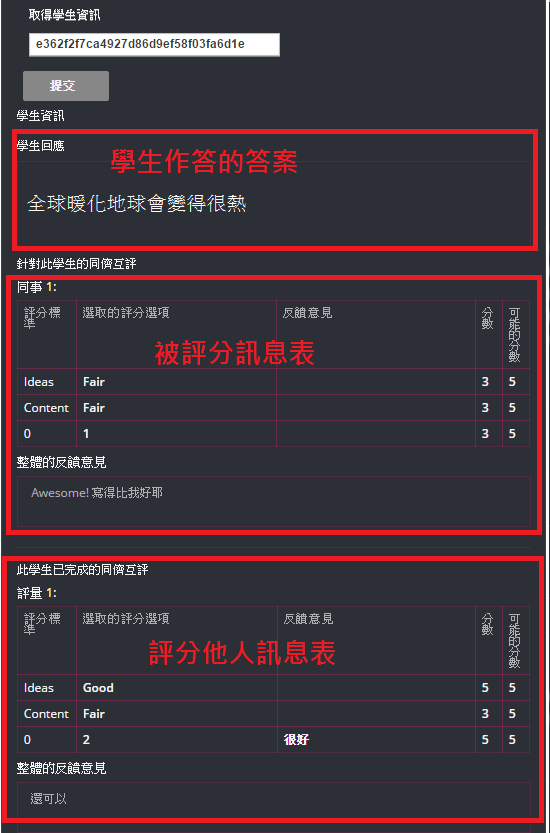 取得學生資訊
e362f2f7ca4927d86d9ef58f03fa6d1e
提交
學生資訊
學生回應
學生作答的答案
全球暖化地球會變得很熱
針對此學生的同儕互評
同事 1:
評分標準 選取的評分選項 反饋意見 分數 可能的分數
被評分訊息表
Ideas Fair 3 5
Content Fair 3 5
0 1 3 5
整體的反饋意見
Awesome! 寫得比我好耶
此學生已完成的同儕互評
評量 1:
評分標準 選取的評分選項 反饋意見 分數 可能的分數
評分他人訊息表
Ideas Good 5 5
Content Fair 3 5
0 2 很好 5 5
整體的反饋意見
還可以